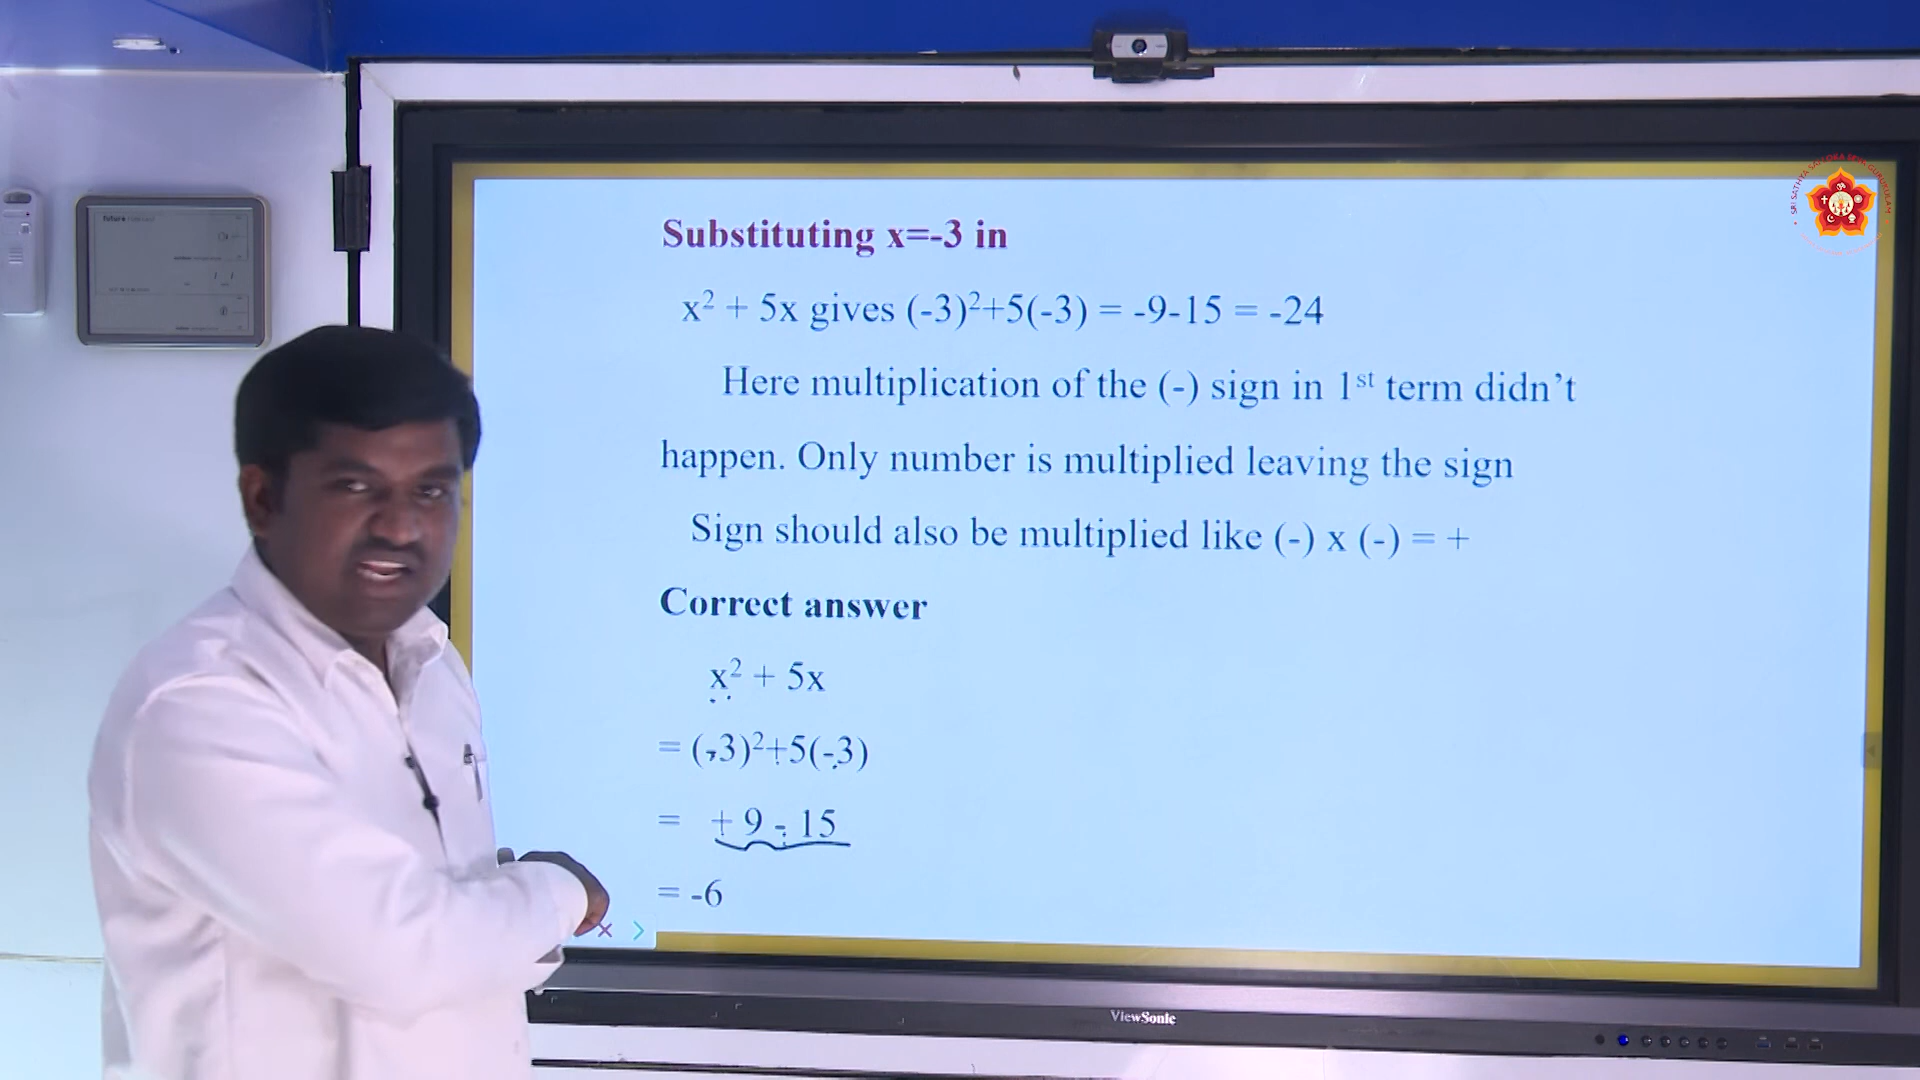 Substituting x=-3 in
x² + 5x gives (-3)²+5(-3) = -9-15 = -24
Here multiplication of the (-) sign in 1st term didn't
happen. Only number is multiplied leaving the sign
Sign should also be multiplied like (-) x (-) = +
Correct answer
x² + 5x
= (-3)²+5(-3)
= + 9 - 15
= -6
ViewSonic
future